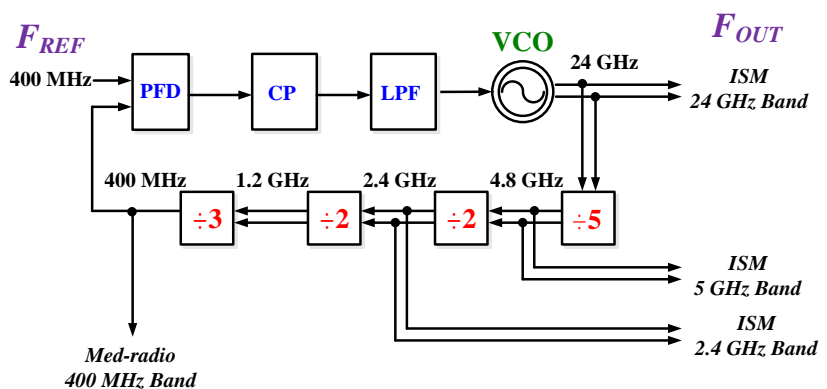 F_REF
VCO
F_OUT
400 MHz
PFD
CP
LPF
24 GHz
ISM
24 GHz Band
400 MHz
1.2 GHz
2.4 GHz
4.8 GHz
÷3
÷2
÷2
÷5
ISM
5 GHz Band
ISM
2.4 GHz Band
Med-radio
400 MHz Band